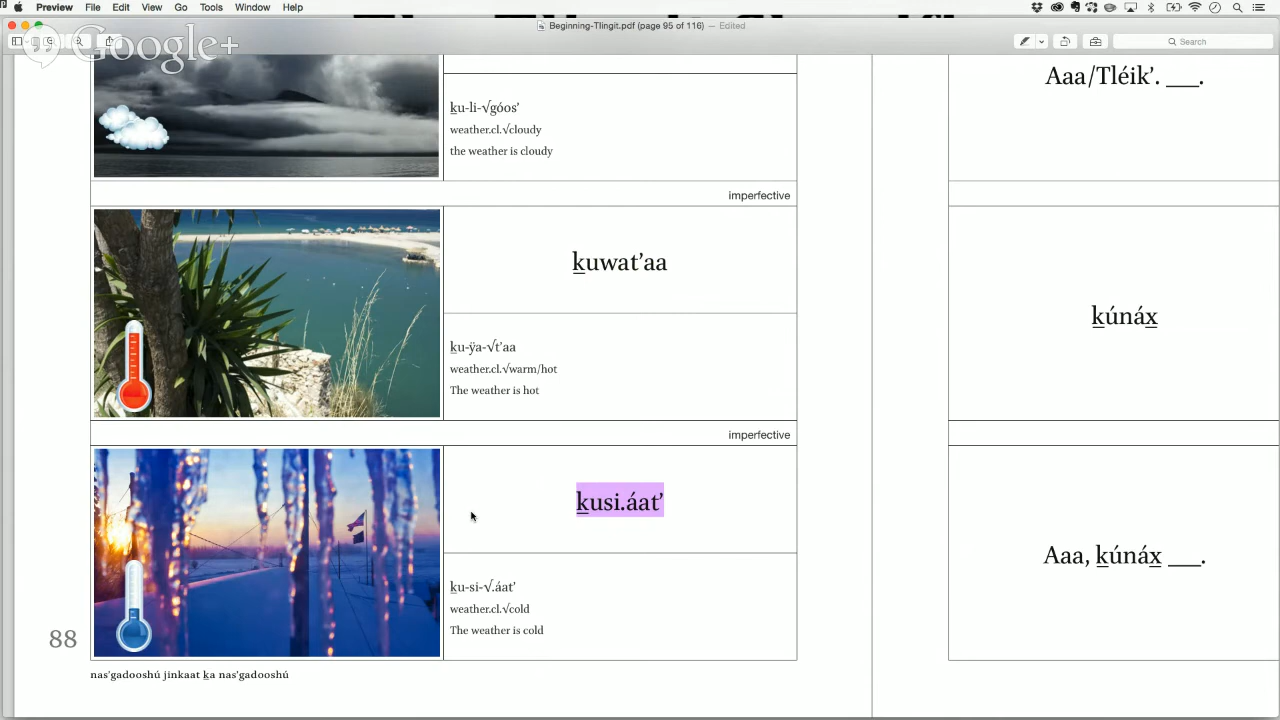 Preview File Edit View Go Tools Window Help
Beginning-Tlingit.pdf (page 95 of 116) — Edited
Google+
Search
Aaa/Tléik’. ___.
ḵu-li-√góos’
weather.cl.√cloudy
the weather is cloudy
imperfective
ḵuwat’aa
ḵu-ÿa-√t’aa
weather.cl.√warm/hot
The weather is hot
ḵúnáx̱
imperfective
ḵusi.áat’
ḵu-si-√.áat’
weather.cl.√cold
The weather is cold
Aaa, ḵúnáx̱ ___.
88
nas’gadooshú jinkaat ḵa nas’gadooshú